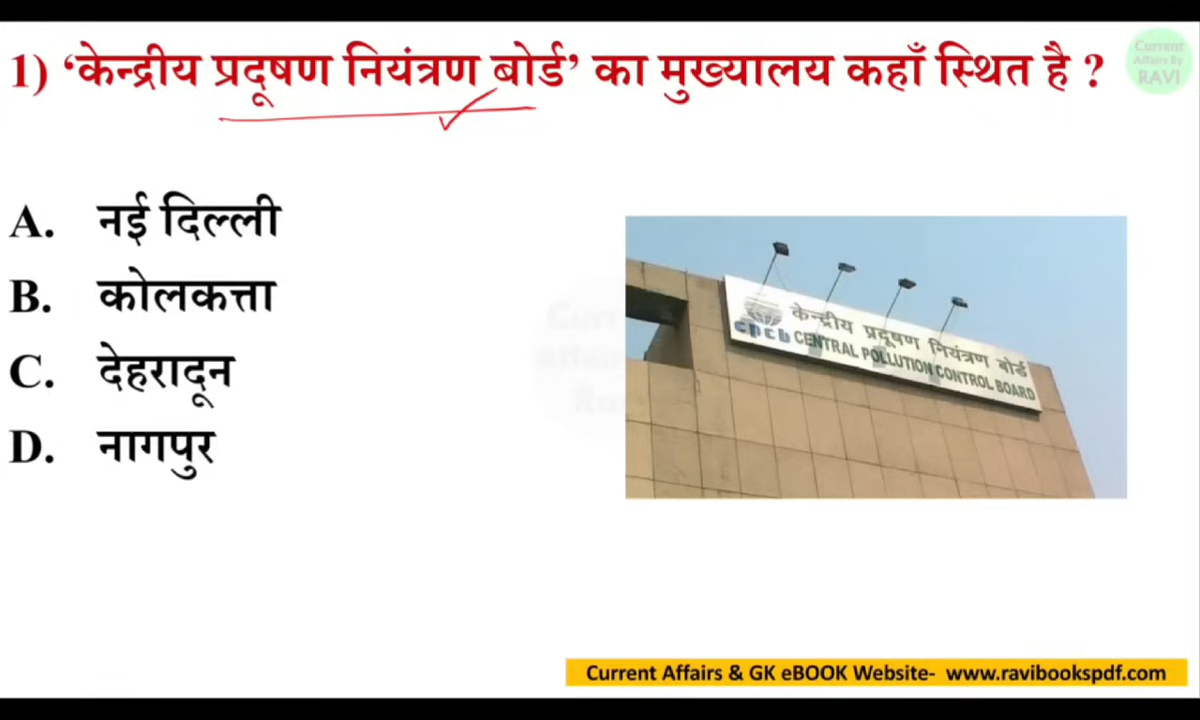 1) ‘केन्द्रीय प्रदूषण नियंत्रण बोर्ड’ का मुख्यालय कहाँ स्थित है ?
Current
Affairs By
RAVI
A. नई दिल्ली
B. कोलकत्ता
C. देहरादून
D. नागपुर
केन्द्रीय प्रदूषण नियंत्रण बोर्ड
cpcb CENTRAL POLLUTION CONTROL BOARD
Current Affairs & GK eBOOK Website- www.ravibookspdf.com